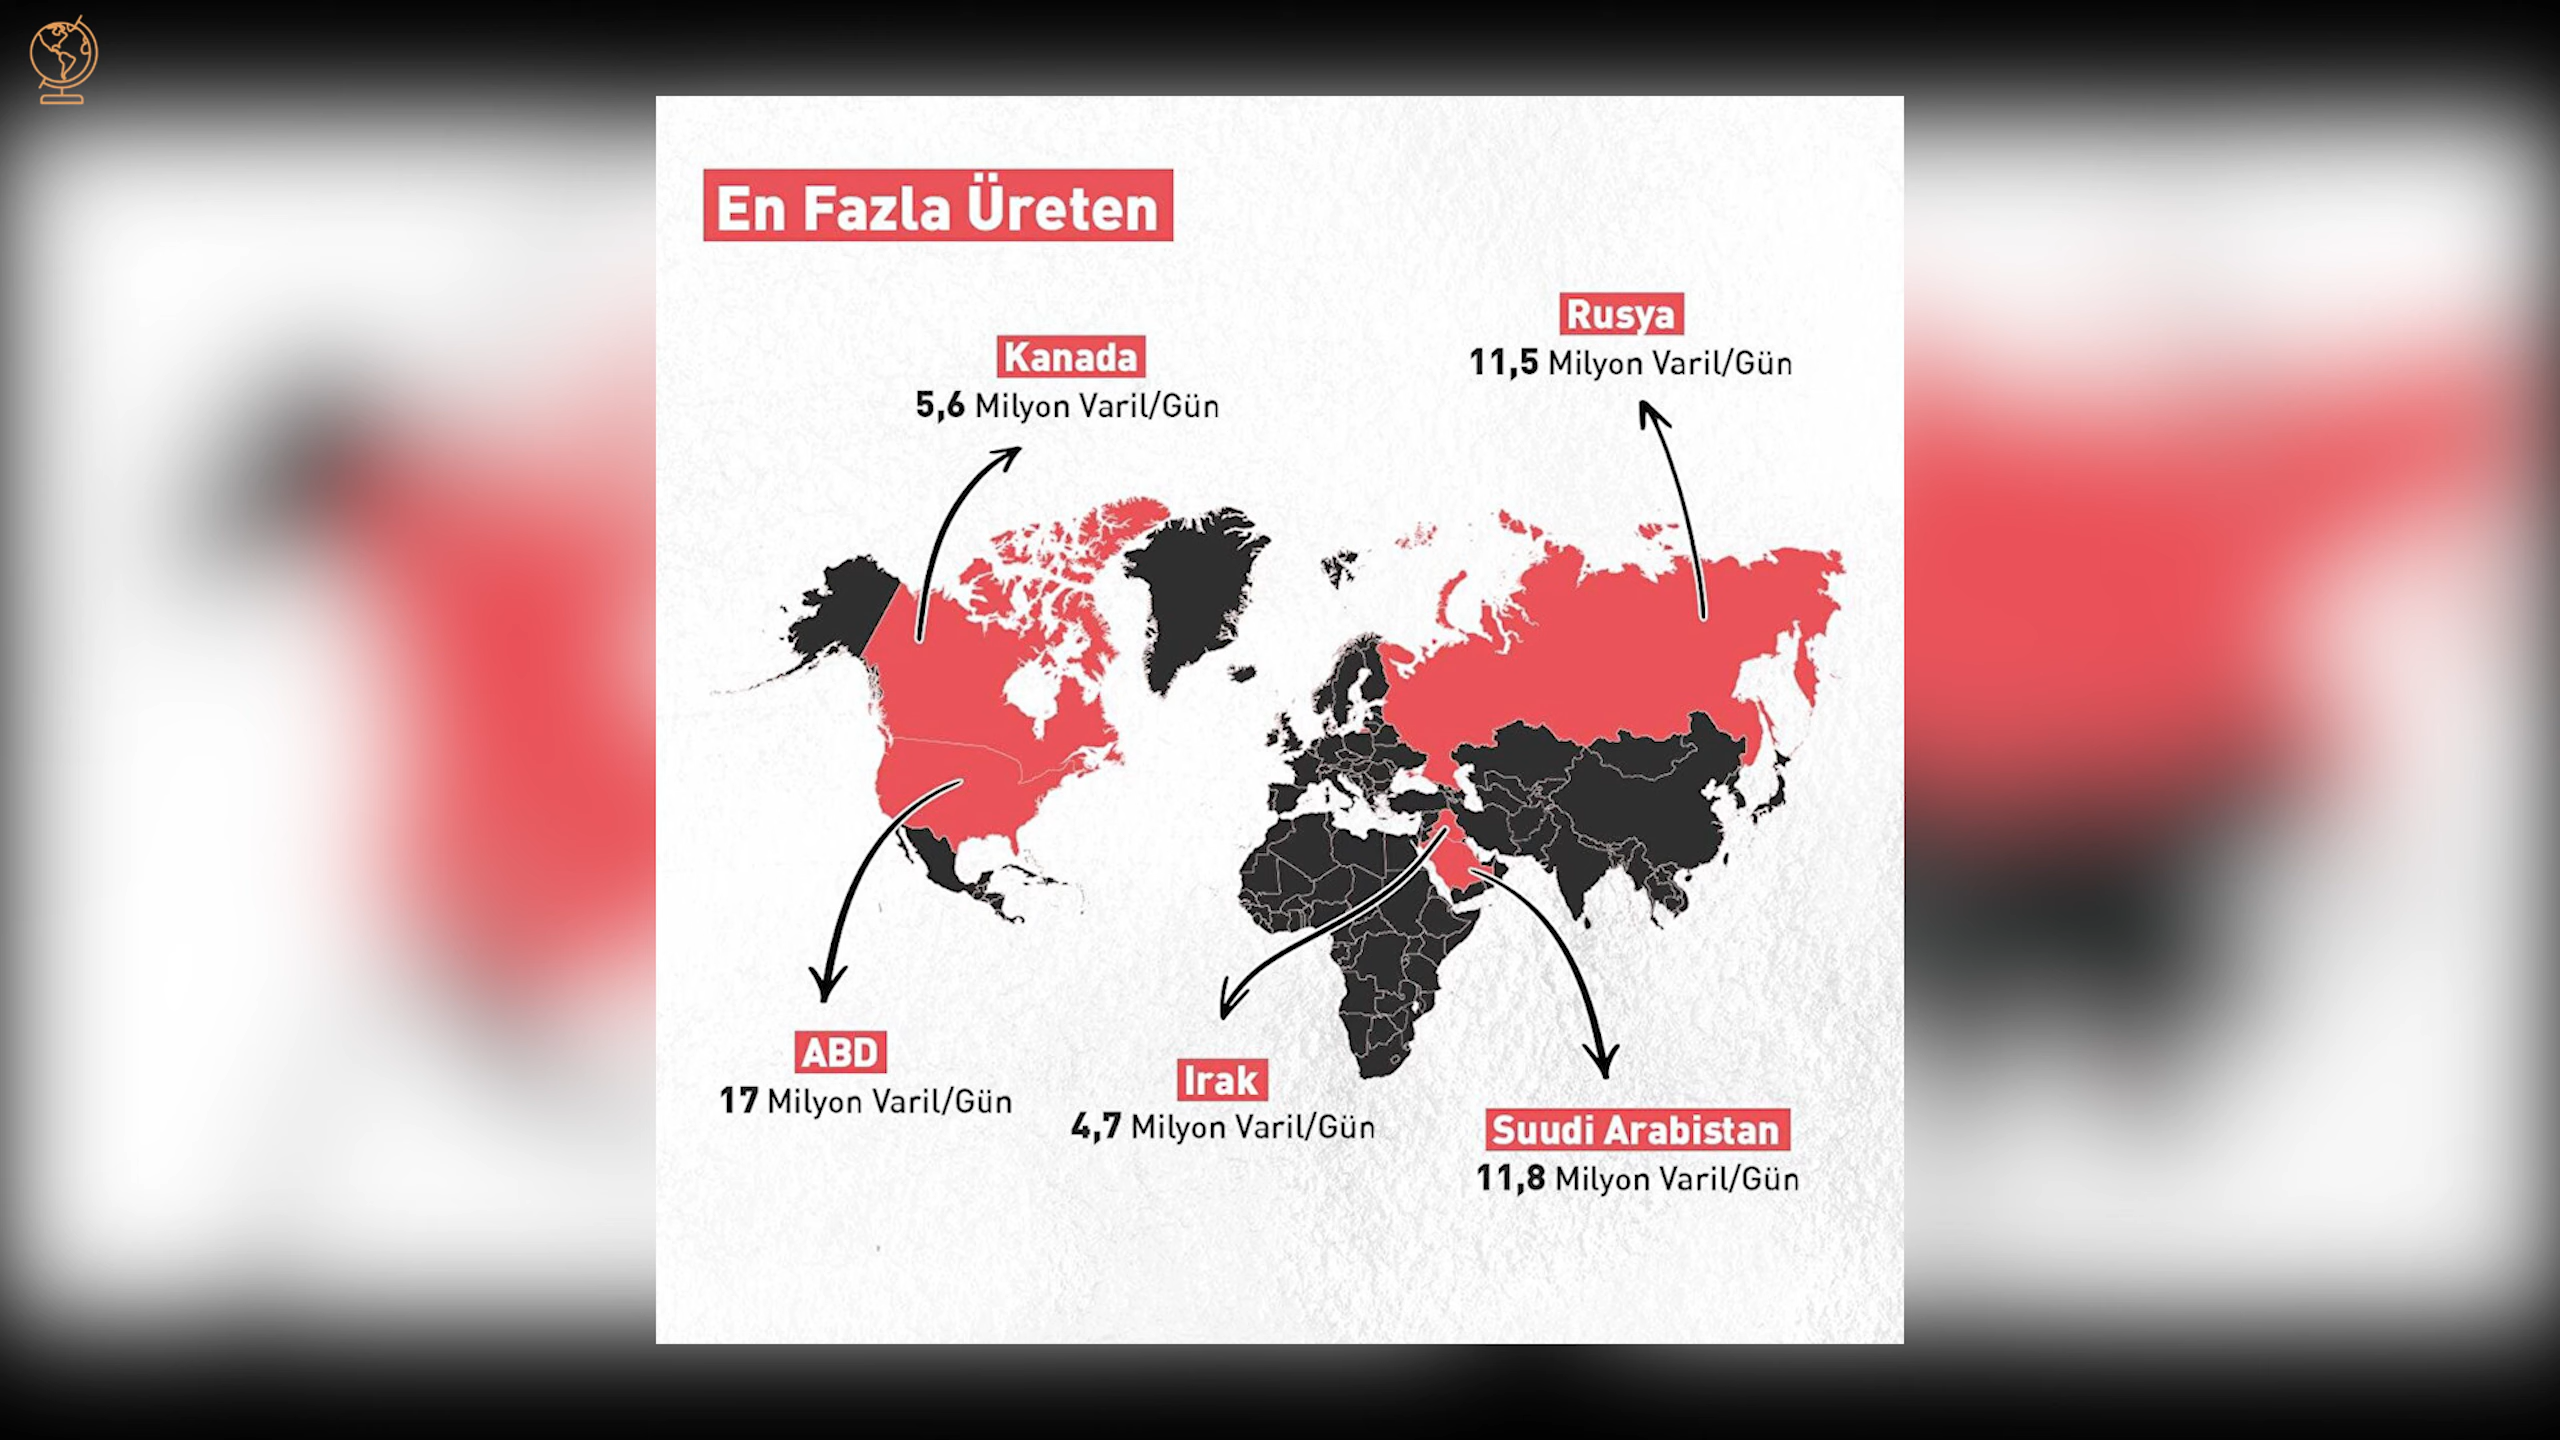 En Fazla Üreten
Kanada
5,6 Milyon Varil/Gün
Rusya
11,5 Milyon Varil/Gün
ABD
17 Milyon Varil/Gün
Irak
4,7 Milyon Varil/Gün
Suudi Arabistan
11,8 Milyon Varil/Gün